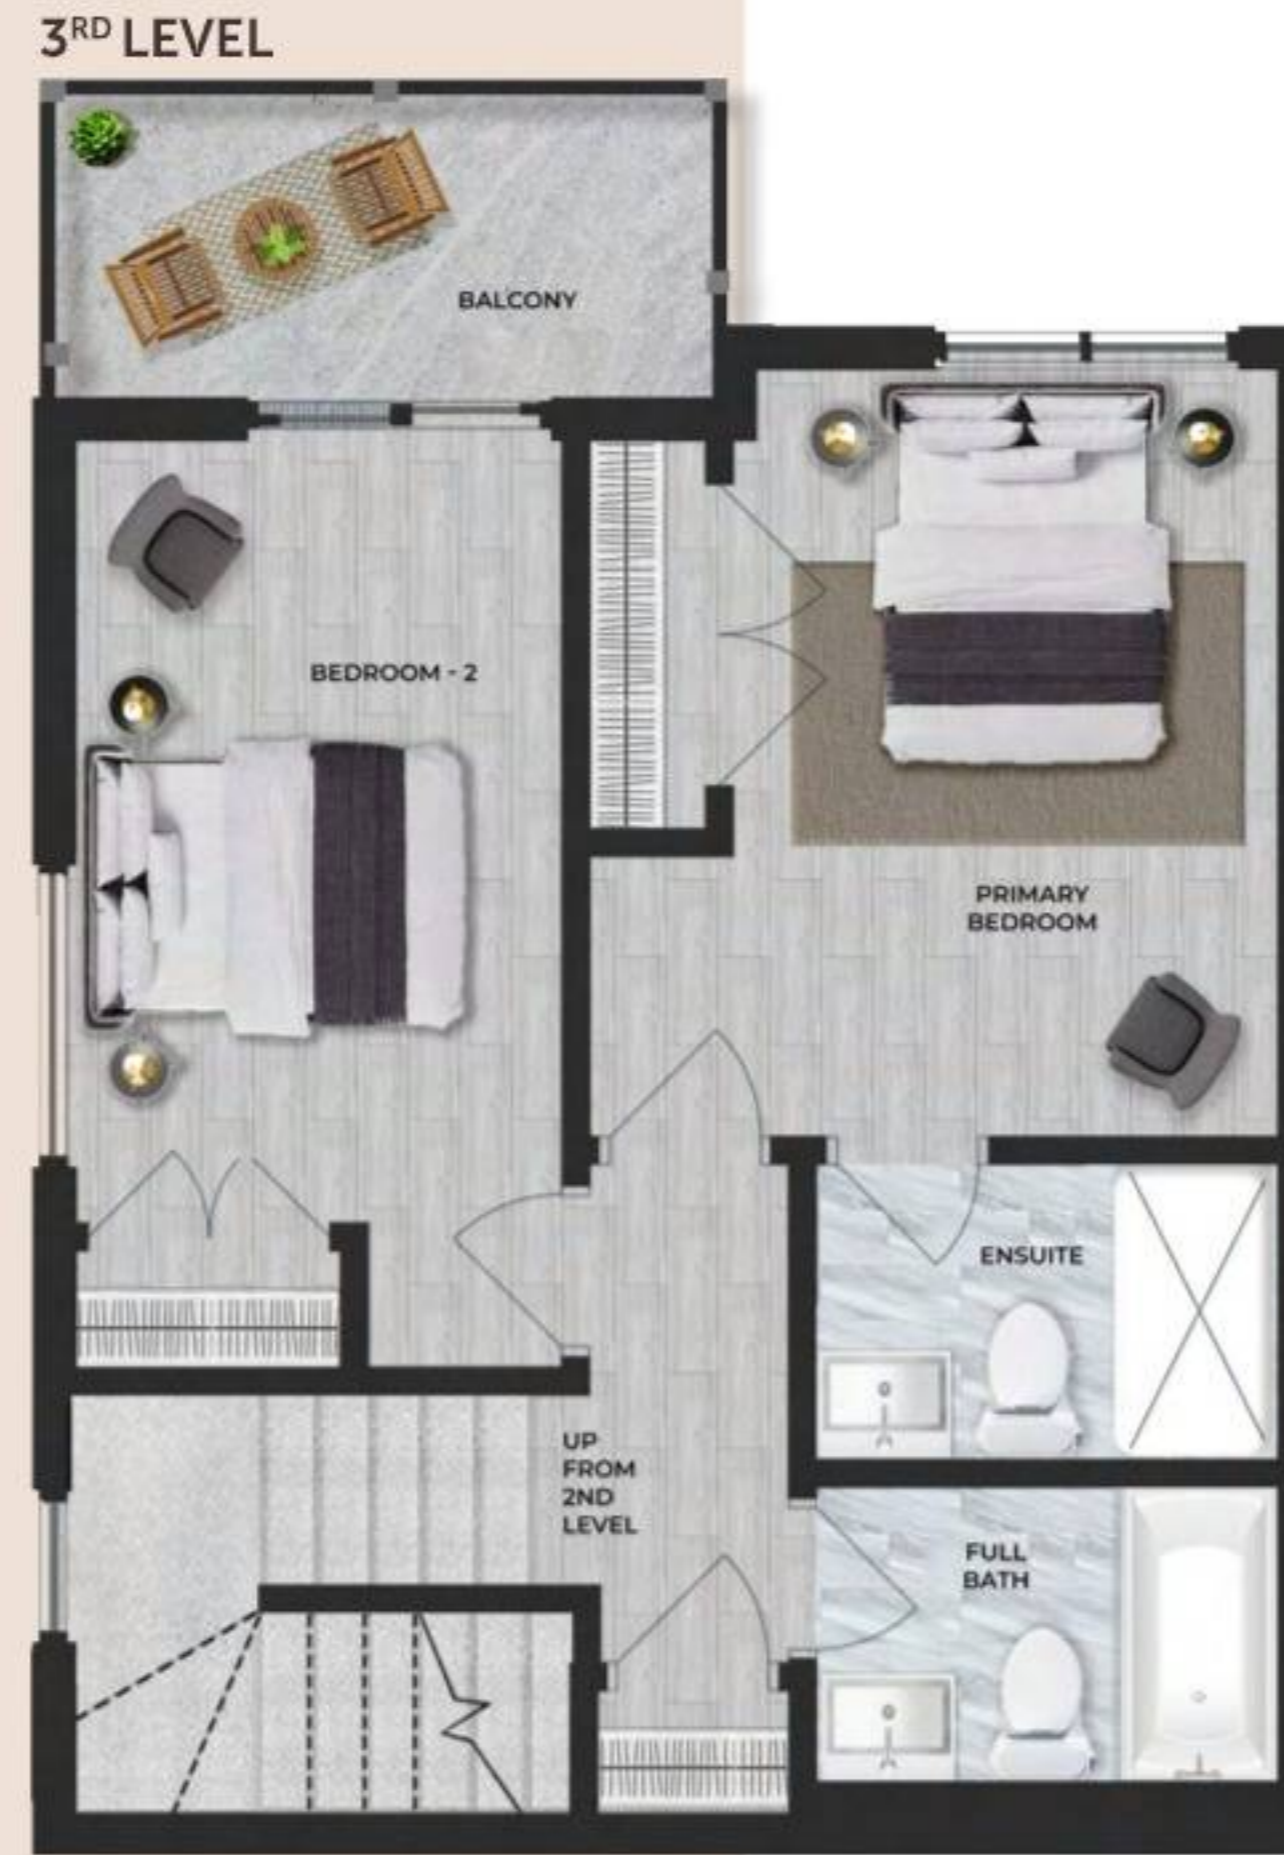 3RD LEVEL
BALCONY
BEDROOM - 2
PRIMARY
BEDROOM
ENSUITE
UP
FROM
2ND
LEVEL
FULL
BATH